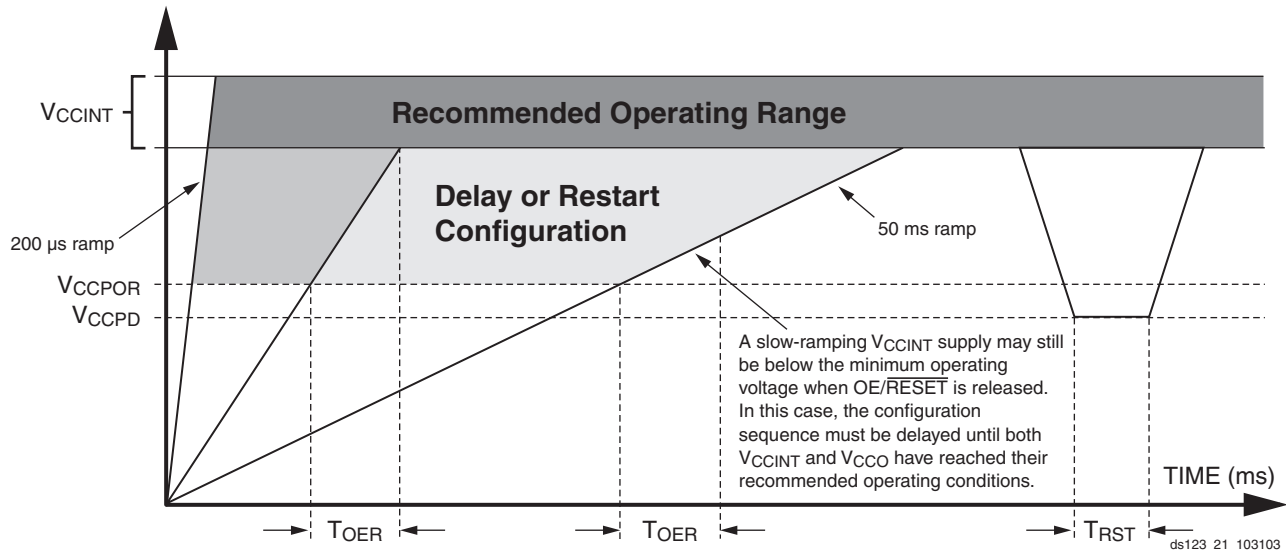 VCCINT
Recommended Operating Range
Delay or Restart
Configuration
200 µs ramp
50 ms ramp
VCCPOR
VCCPD
A slow-ramping VCCINT supply may still
be below the minimum operating
voltage when OE/RESET is released.
In this case, the configuration
sequence must be delayed until both
VCCINT and VCCO have reached their
recommended operating conditions.
TIME (ms)
TOER
TOER
TRST
ds123_21_103103